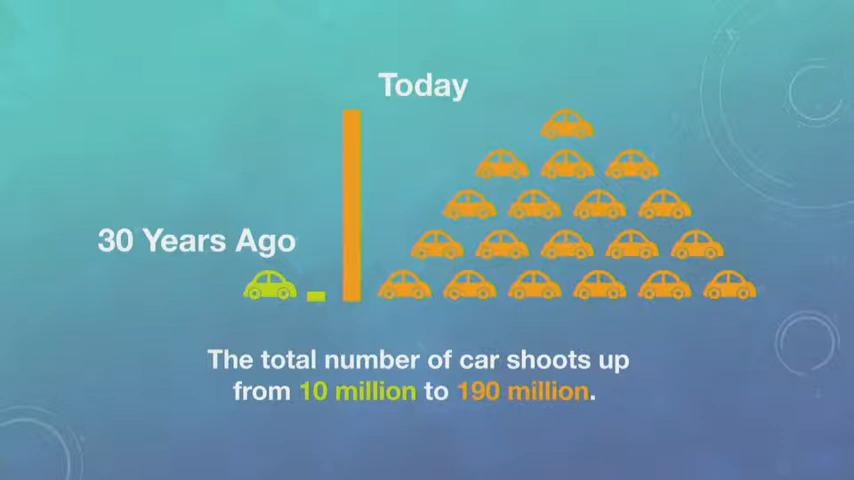 Today
30 Years Ago
The total number of car shoots up
from 10 million to 190 million.